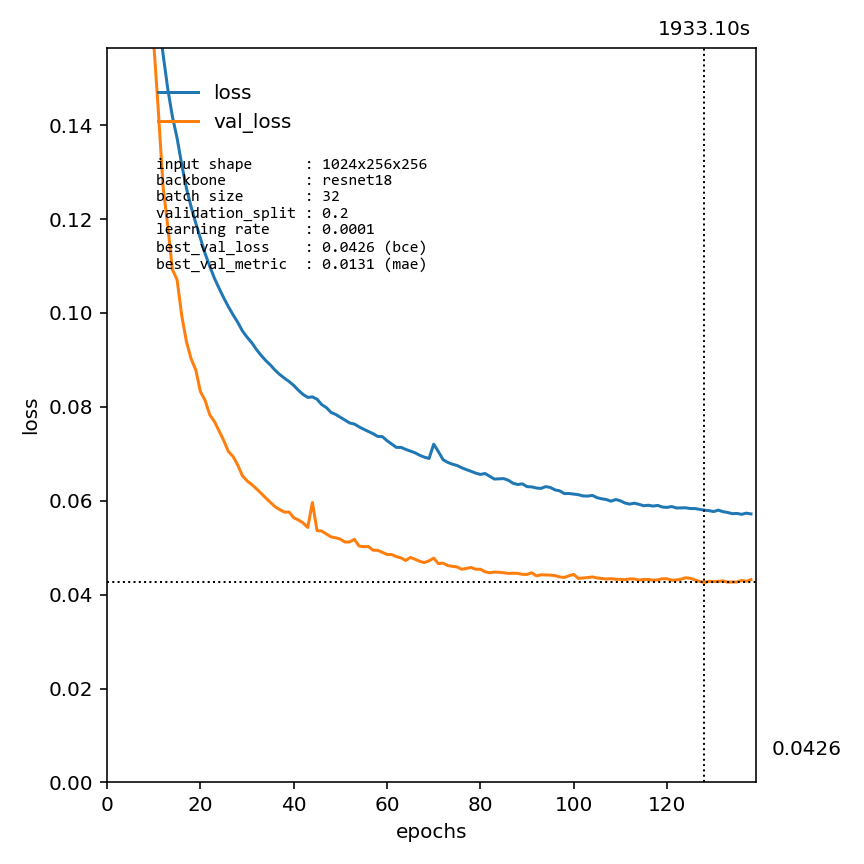 1933.10s
loss
val_loss
input shape      : 1024x256x256
backbone         : resnet18
batch size       : 32
validation_split : 0.2
learning rate    : 0.0001
best_val_loss    : 0.0426 (bce)
best_val_metric  : 0.0131 (mae)
0.14
0.12
0.10
0.08
0.06
0.04
0.02
0.00
loss
0.0426
0 20 40 60 80 100 120
epochs